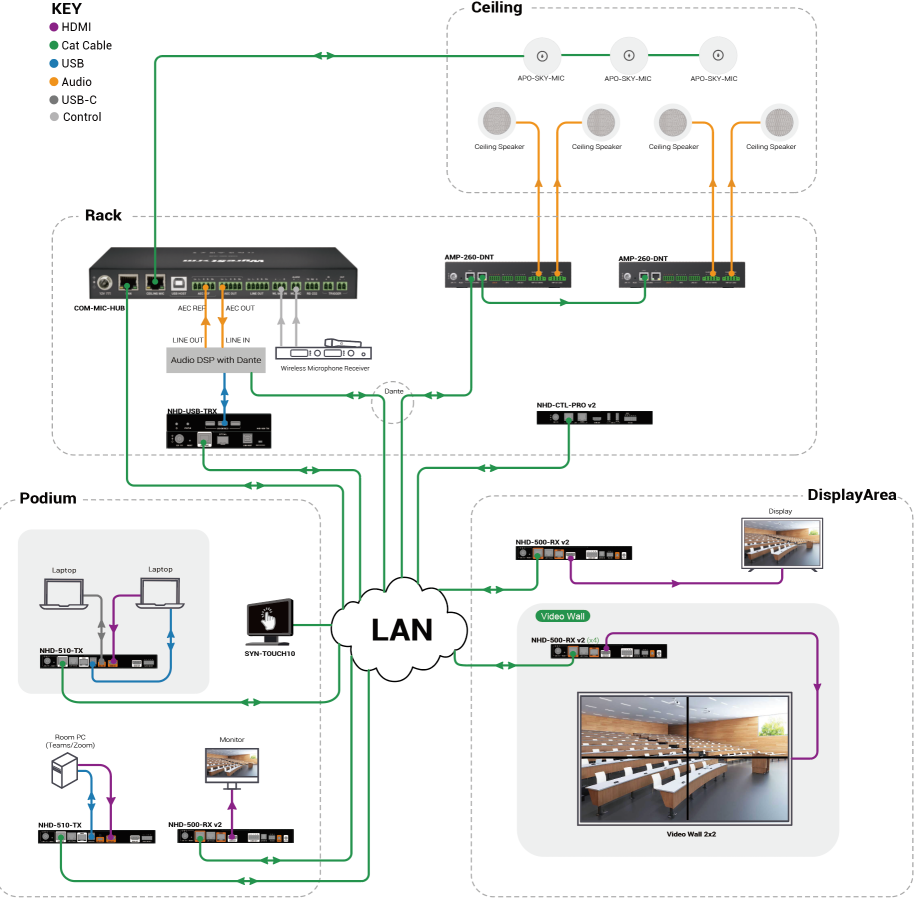 KEY
HDMI
Cat Cable
USB
Audio
USB-C
Control
Ceiling
APO-SKY-MIC
APO-SKY-MIC
APO-SKY-MIC
Ceiling Speaker
Ceiling Speaker
Ceiling Speaker
Ceiling Speaker
Rack
COM-MIC-HUB
AEC REF
AEC OUT
LINE OUT
LINE IN
Audio DSP with Dante
Wireless Microphone Receiver
AMP-260-DNT
AMP-260-DNT
NHD-USB-TRX
Dante
NHD-CTL-PRO v2
Podium
Laptop
Laptop
NHD-510-TX
SYN-TOUCH10
LAN
Room PC
(Teams/Zoom)
Monitor
NHD-510-TX
NHD-500-RX v2
DisplayArea
Display
NHD-500-RX v2
Video Wall
NHD-500-RX v2 (x4)
Video Wall 2x2